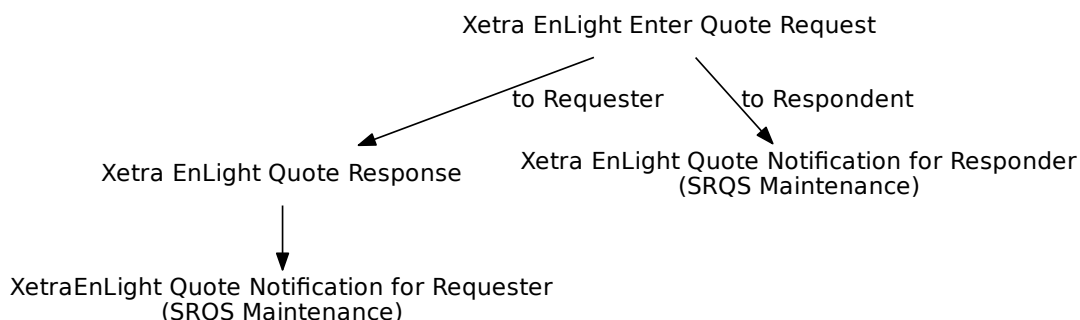 Xetra EnLight Enter Quote Request
to Requester
to Respondent
Xetra EnLight Quote Response
Xetra EnLight Quote Notification for Responder
(SRQS Maintenance)
XetraEnLight Quote Notification for Requester
(SRQS Maintenance)